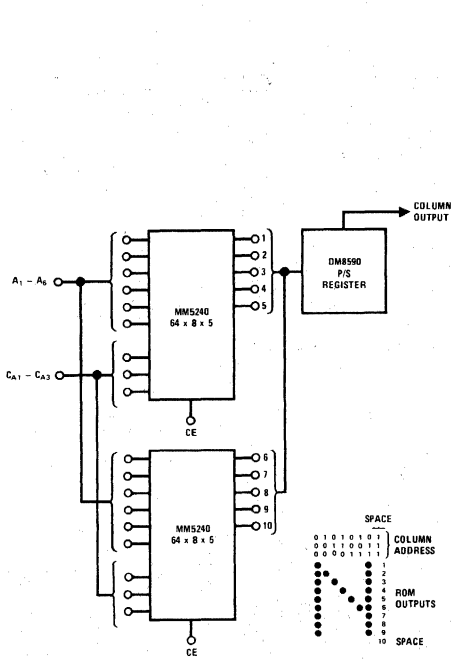 COLUMN
OUTPUT
DM8590
P/S
REGISTER
1
2
3
4
5
A1 – A6
MM5240
64 x 8 x 5
CA1 – CA3
CE
6
7
8
9
10
MM5240
64 x 8 x 5
CE
SPACE
0 1 0 1 0 1 0 1
0 0 1 1 0 0 1 1
0 0 0 0 1 1 1 1
COLUMN
ADDRESS
1
2
3
4
5
6
7
8
9
10
ROM
OUTPUTS
SPACE